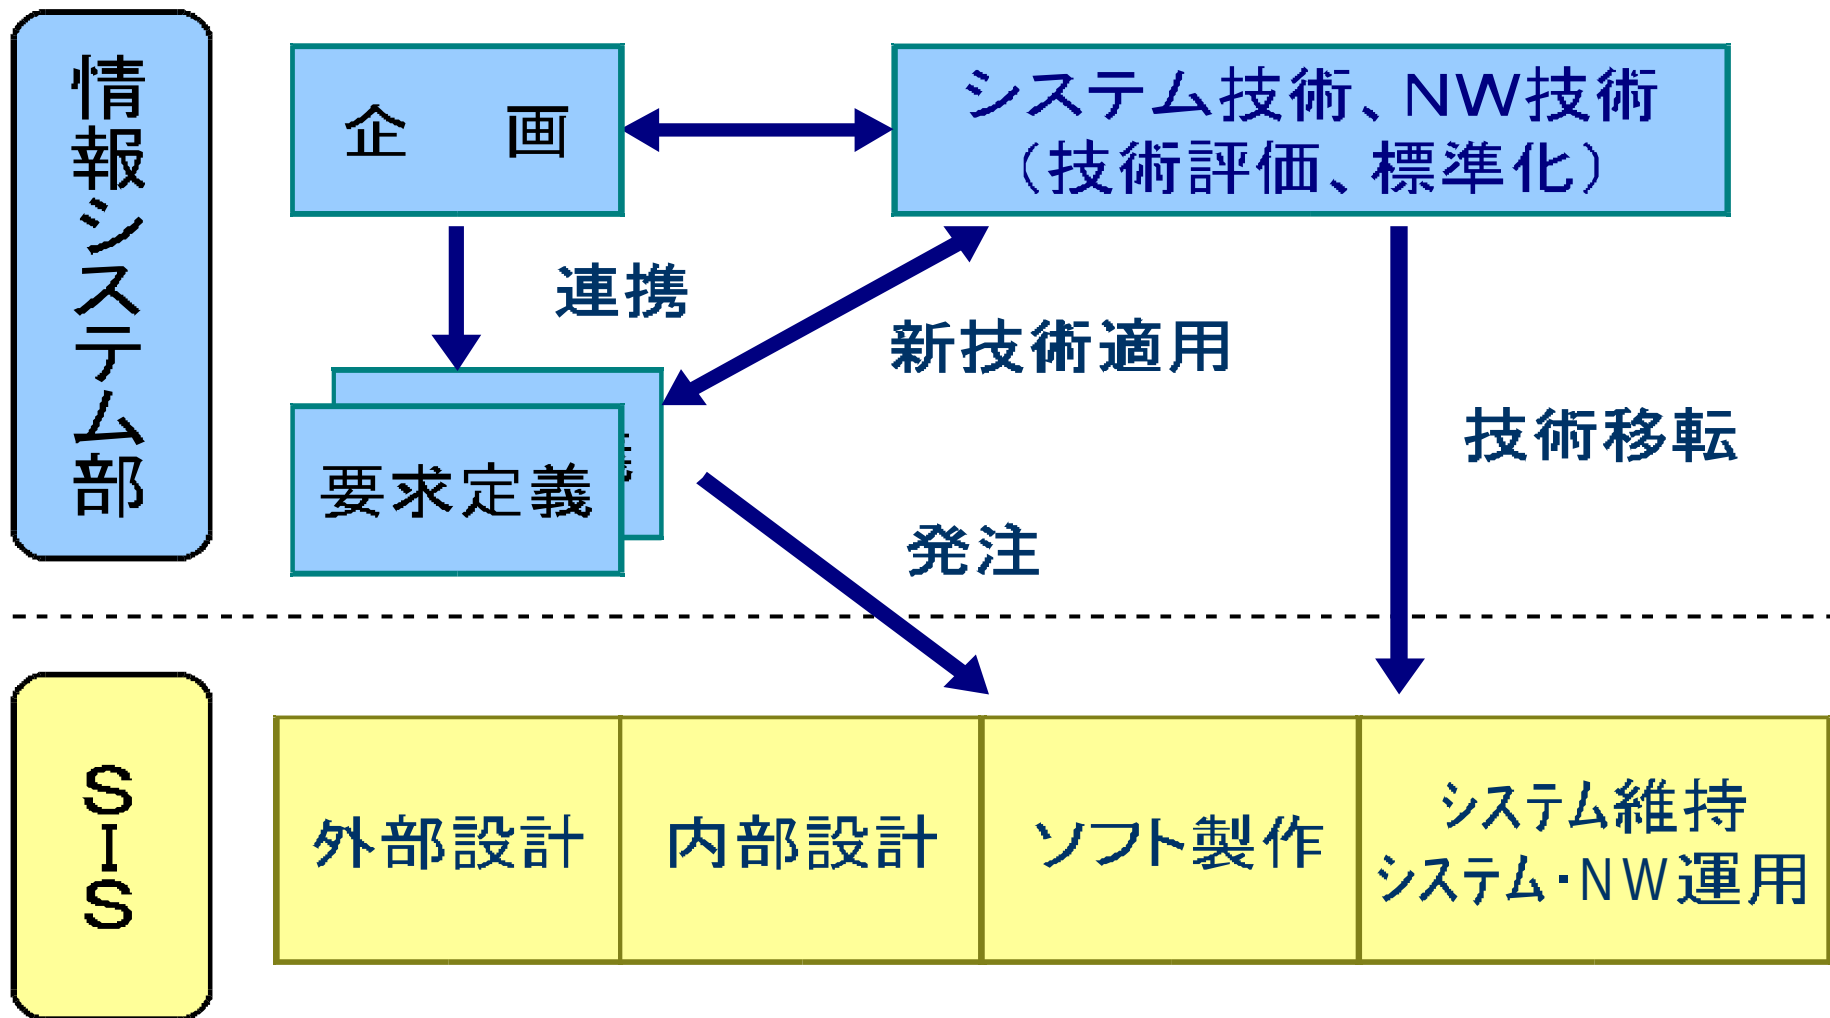 情報システム部
企　画
システム技術、NW技術
（技術評価、標準化）
連携
新技術適用
要求定義
義
技術移転
発注
SIS
外部設計
内部設計
ソフト製作
システム維持
システム・NW運用